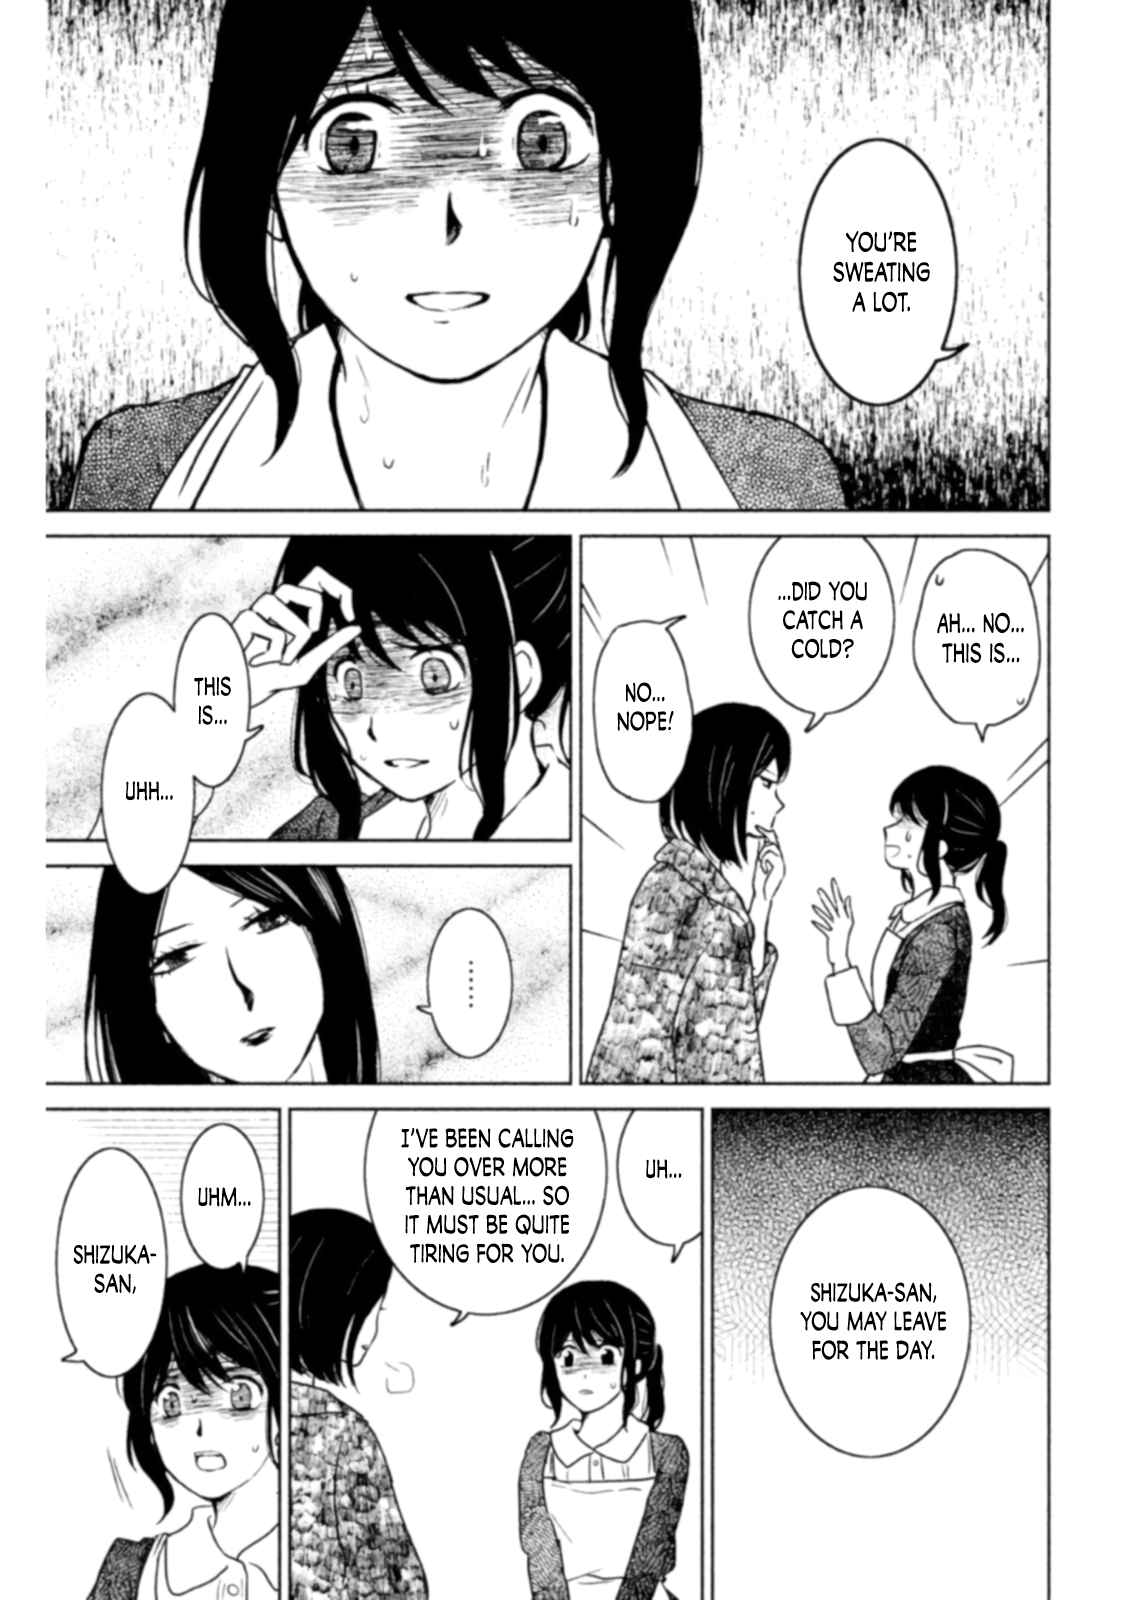 YOU'RE
SWEATING
A LOT.
AH... NO...
THIS IS...
...DID YOU
CATCH A
COLD?
NO...
NOPE!
THIS
IS...
UHH...
.......
SHIZUKA-SAN,
YOU MAY LEAVE
FOR THE DAY.
UH...
I'VE BEEN CALLING
YOU OVER MORE
THAN USUAL... SO
IT MUST BE QUITE
TIRING FOR YOU.
UHM...
SHIZUKA-
SAN,